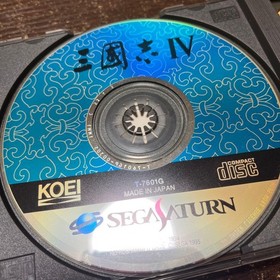 三國志IV
KOEI
T-7601G
MADE IN JAPAN
COMPACT
disc
SEGA SATURN